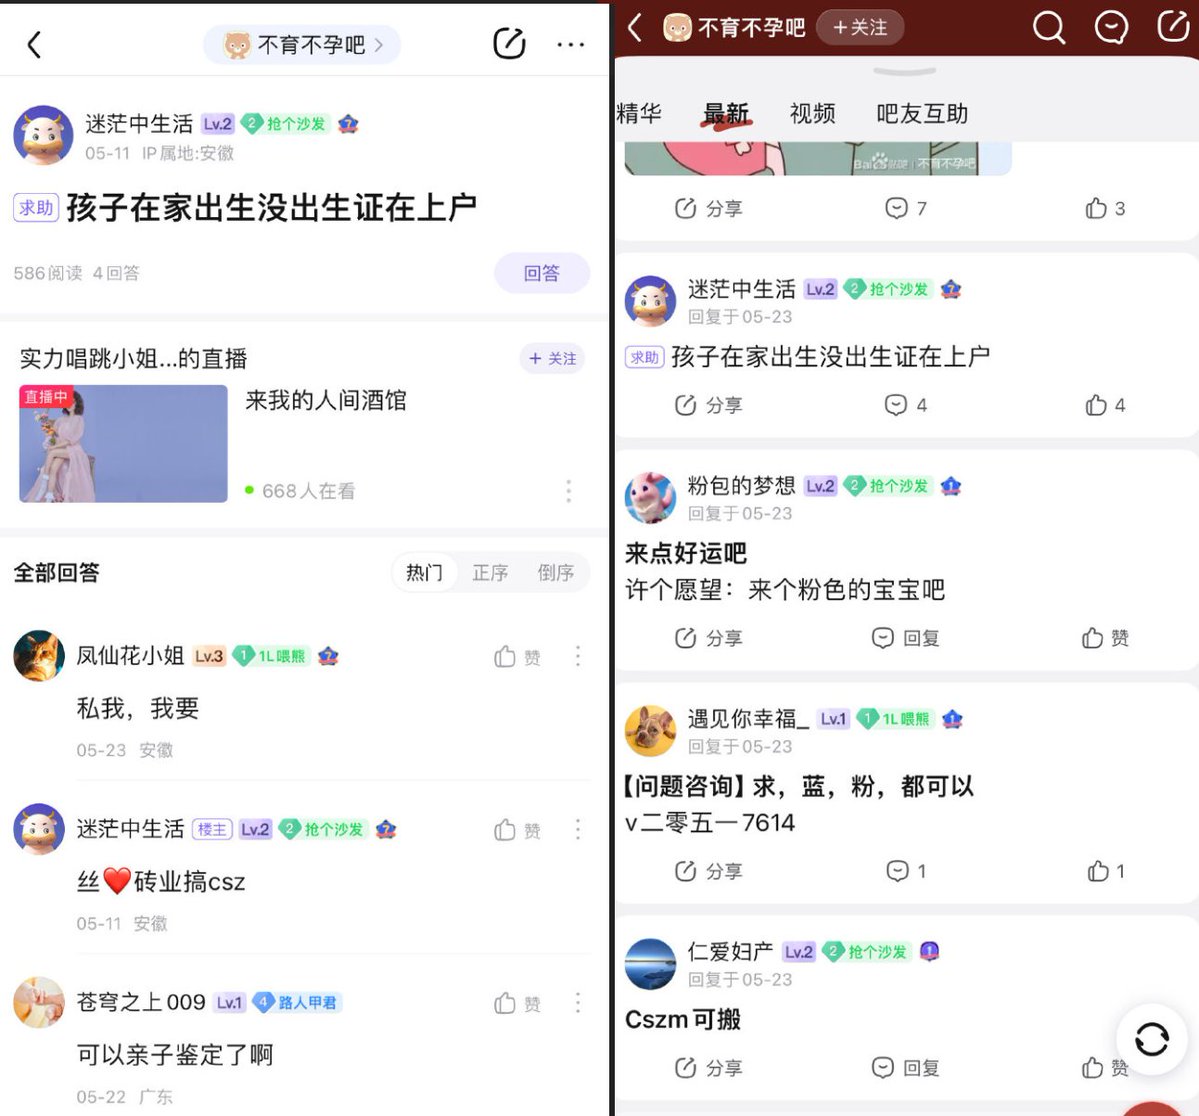 不育不孕吧
迷茫中生活 Lv.2 2 抢个沙发 7
05-11 IP属地:安徽
求助 孩子在家出生没出生证在上户
586阅读 4回答
回答
实力唱跳小姐...的直播
+ 关注
直播中
来我的人间酒馆
668人在看
全部回答
热门 正序 倒序
凤仙花小姐 Lv.3 1 1L喂熊 7
赞
私我，我要
05-23 安徽
迷茫中生活 楼主 Lv.2 2 抢个沙发 7
赞
丝❤️砖业搞csz
05-11 安徽
苍穹之上009 Lv.1 4 路人甲君
赞
可以亲子鉴定了啊
05-22 广东
不育不孕吧 +关注
精华 最新 视频 吧友互助
Bai贴吧 | 不育不孕吧
分享 7 3
迷茫中生活 Lv.2 2 抢个沙发 7
回复于05-23
求助 孩子在家出生没出生证在上户
分享 4 4
粉包的梦想 Lv.2 2 抢个沙发 1
回复于05-23
来点好运吧
许个愿望：来个粉色的宝宝吧
分享 回复 赞
遇见你幸福_ Lv.1 1 1L喂熊 1
回复于05-23
【问题咨询】求，蓝，粉，都可以
v二零五一7614
分享 1 1
仁爱妇产 Lv.2 2 抢个沙发 1
回复于05-23
Cszm可搬
分享 回复 赞